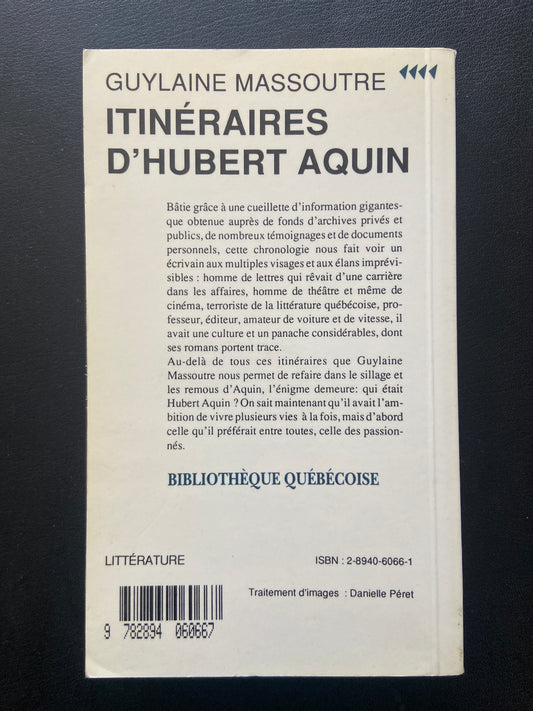 GUYLAINE MASSOUTRE
ITINÉRAIRES
D'HUBERT AQUIN
Bâtie grâce à une cueillette d'information gigantes-
que obtenue auprès de fonds d'archives privés et
publics, de nombreux témoignages et de documents
personnels, cette chronologie nous fait voir un
écrivain aux multiples visages et aux élans imprévi-
sibles : homme de lettres qui rêvait d'une carrière
dans les affaires, homme de théâtre et même de
cinéma, terroriste de la littérature québécoise, pro-
fesseur, éditeur, amateur de voiture et de vitesse, il
avait une culture et un panache considérables, dont
ses romans portent trace.
Au-delà de tous ces itinéraires que Guylaine
Massoutre nous permet de refaire dans le sillage et
les remous d'Aquin, l'énigme demeure: qui était
Hubert Aquin ? On sait maintenant qu'il avait l'am-
bition de vivre plusieurs vies à la fois, mais d'abord
celle qu'il préférait entre toutes, celle des passion-
nés.
BIBLIOTHÈQUE QUÉBÉCOISE
LITTÉRATURE
ISBN : 2-8940-6066-1
Traitement d'images : Danielle Péret
9 782894 060667